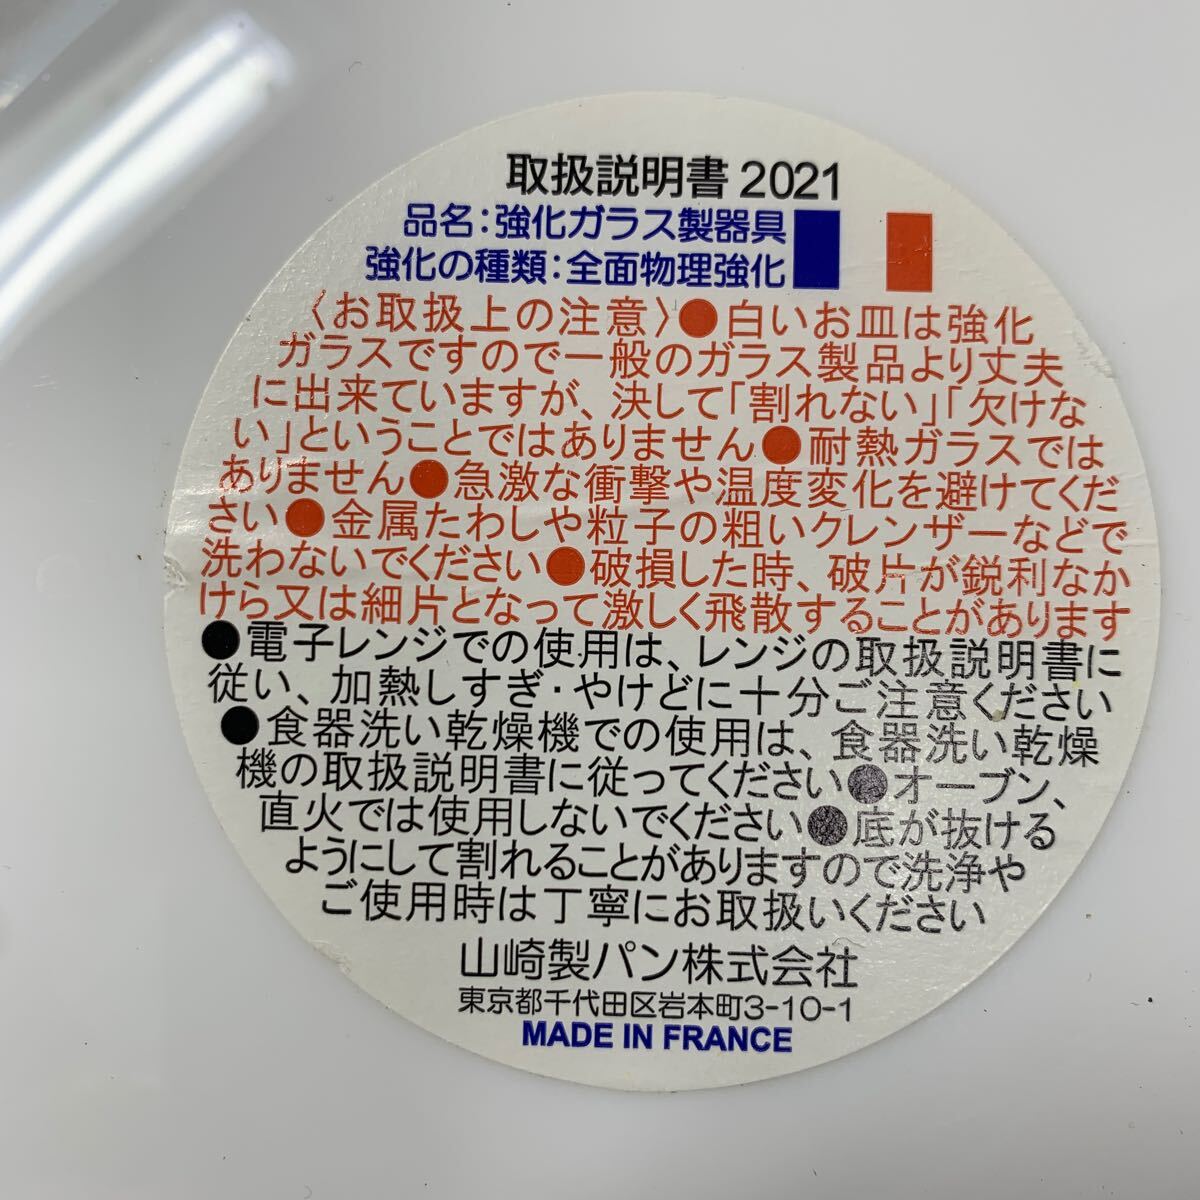 取扱説明書 2021
品名：強化ガラス製器具
強化の種類：全面物理強化
〈お取扱上の注意〉●白いお皿は強化
ガラスですので一般のガラス製品より丈夫
に出来ていますが、決して「割れない」「欠けな
い」ということではありません●耐熱ガラスでは
ありません●急激な衝撃や温度変化を避けてくだ
さい●金属たわしや粒子の粗いクレンザーなどで
洗わないでください●破損した時、破片が鋭利なか
けら又は細片となって激しく飛散することがあります
●電子レンジでの使用は、レンジの取扱説明書に
従い、加熱しすぎ・やけどに十分ご注意ください
●食器洗い乾燥機での使用は、食器洗い乾燥
機の取扱説明書に従ってください●オーブン、
直火では使用しないでください●底が抜ける
ようにして割れることがありますので洗浄や
ご使用時は丁寧にお取扱いください
山崎製パン株式会社
東京都千代田区岩本町3-10-1
MADE IN FRANCE